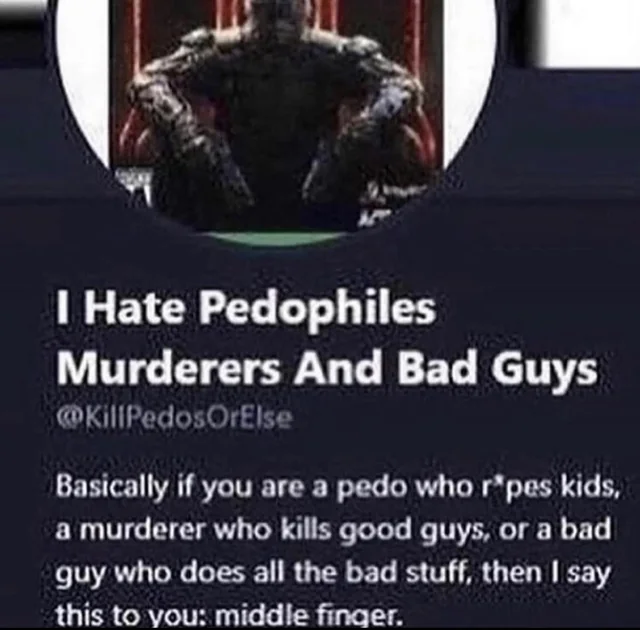 I Hate Pedophiles
Murderers And Bad Guys
@KillPedosOrElse
Basically if you are a pedo who r*pes kids,
a murderer who kills good guys, or a bad
guy who does all the bad stuff, then I say
this to you: middle finger.